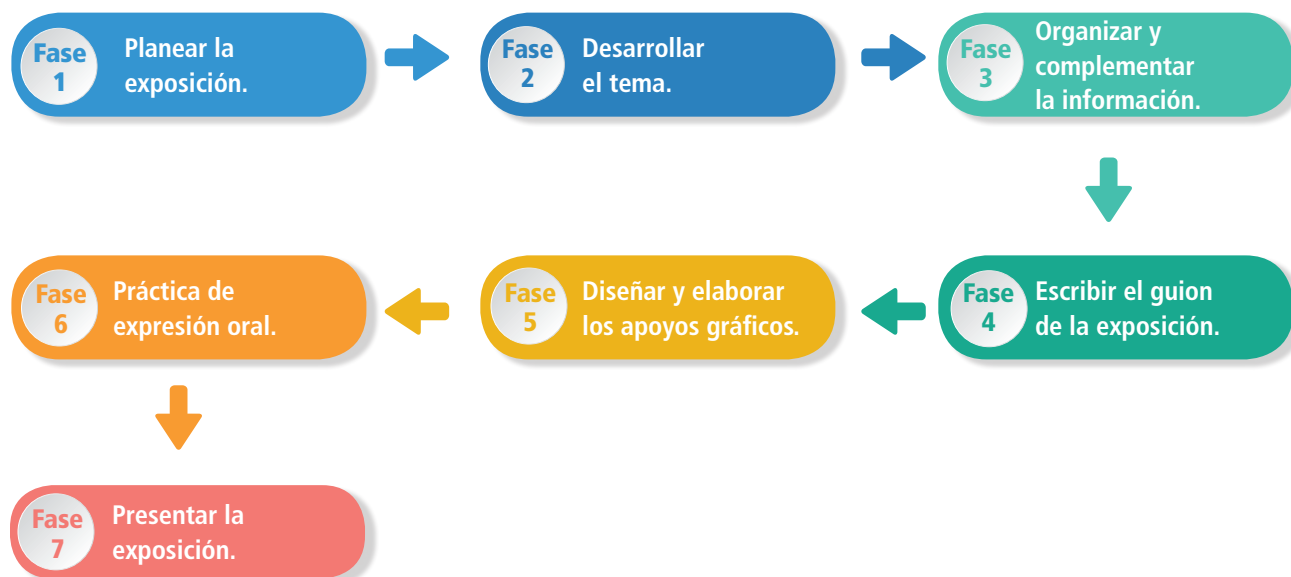 Fase
1
Planear la
exposición.
Fase
2
Desarrollar
el tema.
Fase
3
Organizar y
complementar
la información.
Fase
4
Escribir el guion
de la exposición.
Fase
5
Diseñar y elaborar
los apoyos gráficos.
Fase
6
Práctica de
expresión oral.
Fase
7
Presentar la
exposición.